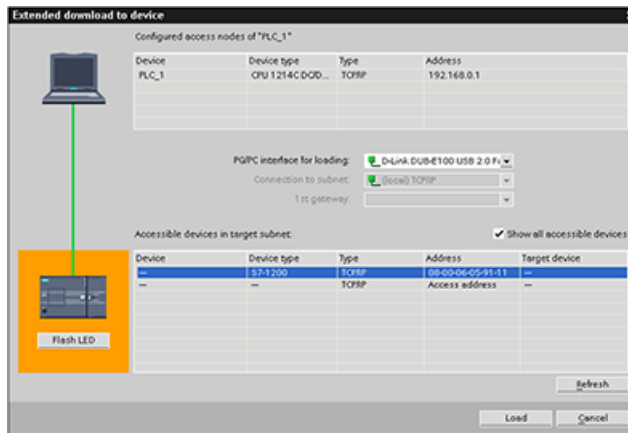 Extended download to device
Configured access nodes of "PLC_1"
Device Device type Type Address
PLC_1 CPU 1214C DC/D... TCP/IP 192.168.0.1
PG/PC interface for loading: D-Link DUB-E100 USB 2.0 Fa
Connection to subnet: (local) TCP/IP
1st gateway:
Accessible devices in target subnet: Show all accessible devices
Device Device type Type Address Target device
— S7-1200 TCP/IP 08-00-06-05-91-11 —
— — TCP/IP Access address —
Flash LED
Refresh
Load Cancel